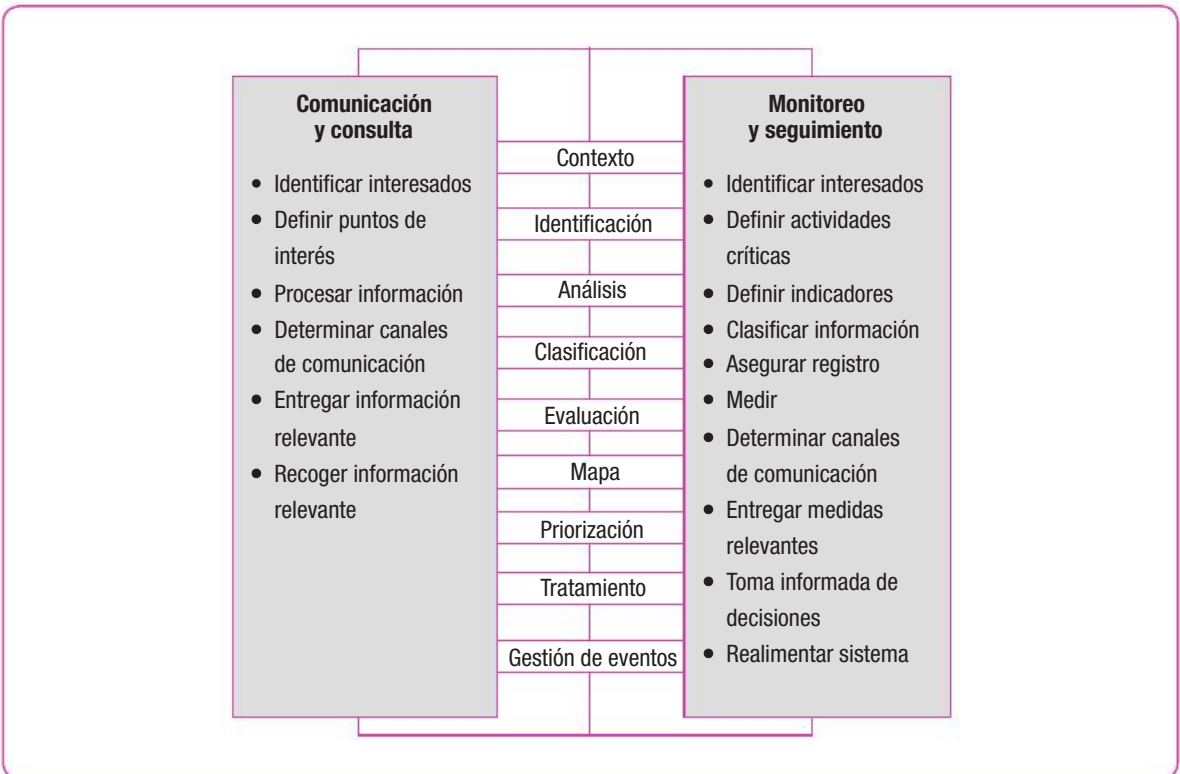 Comunicación
y consulta
• Identificar interesados
• Definir puntos de
interés
• Procesar información
• Determinar canales
de comunicación
• Entregar información
relevante
• Recoger información
relevante
Contexto
Identificación
Análisis
Clasificación
Evaluación
Mapa
Priorización
Tratamiento
Gestión de eventos
Monitoreo
y seguimiento
• Identificar interesados
• Definir actividades
críticas
• Definir indicadores
• Clasificar información
• Asegurar registro
• Medir
• Determinar canales
de comunicación
• Entregar medidas
relevantes
• Toma informada de
decisiones
• Realimentar sistema